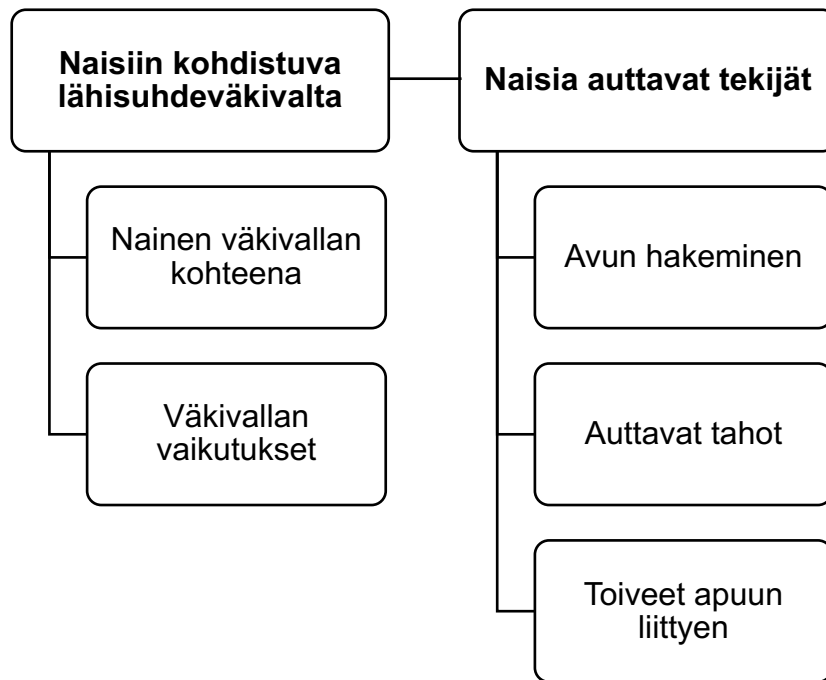 Naisiin kohdistuva
lähisuhdeväkivalta
Nainen väkivallan
kohteena
Väkivallan
vaikutukset
Naisia auttavat tekijät
Avun hakeminen
Auttavat tahot
Toiveet apuun
liittyen